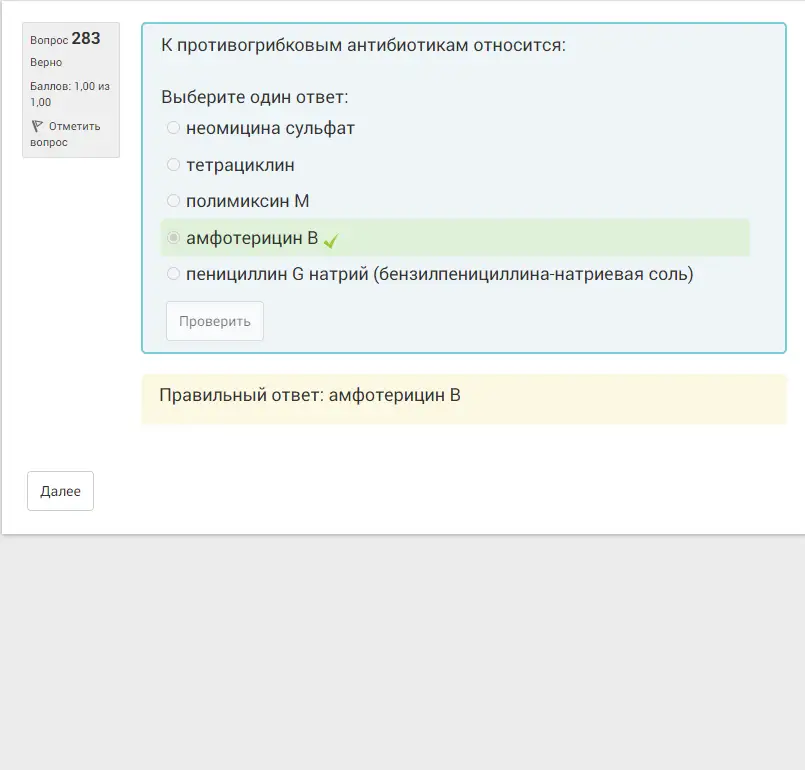 Вопрос 283
Верно
Баллов: 1,00 из
1,00
Отметить
вопрос
К противогрибковым антибиотикам относится:
Выберите один ответ:
неомицина сульфат
тетрациклин
полимиксин М
амфотерицин В
пенициллин G натрий (бензилпенициллина-натриевая соль)
Проверить
Правильный ответ: амфотерицин В
Далее